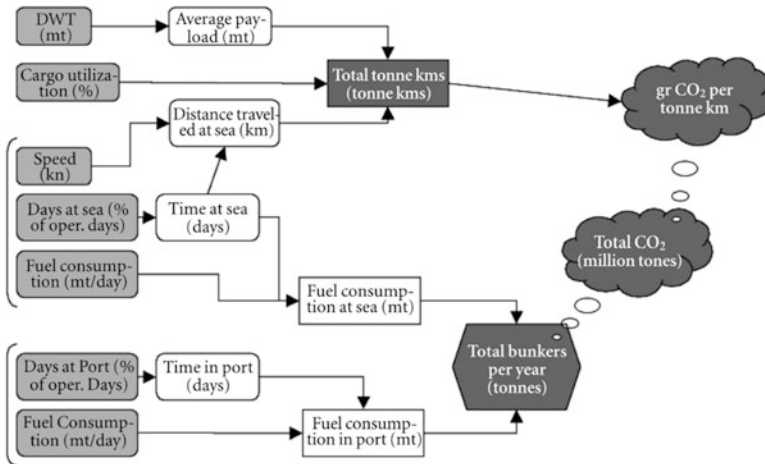 DWT
(mt)
Average pay-
load (mt)
Cargo utiliza-
tion (%)
Total tonne kms
(tonne kms)
gr CO₂ per
tonne km
Distance travel-
ed at sea (km)
Speed
(kn)
Days at sea (%
of oper. days)
Time at sea
(days)
Total CO₂
(million tones)
Fuel consump-
tion (mt/day)
Fuel consump-
tion at sea (mt)
Total bunkers
per year
(tonnes)
Days at Port (%
of oper. Days)
Time in port
(days)
Fuel Consump-
tion (mt/day)
Fuel consump-
tion in port (mt)